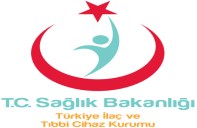 T.C. Sağlık Bakanlığı
Türkiye İlaç ve
Tıbbi Cihaz Kurumu